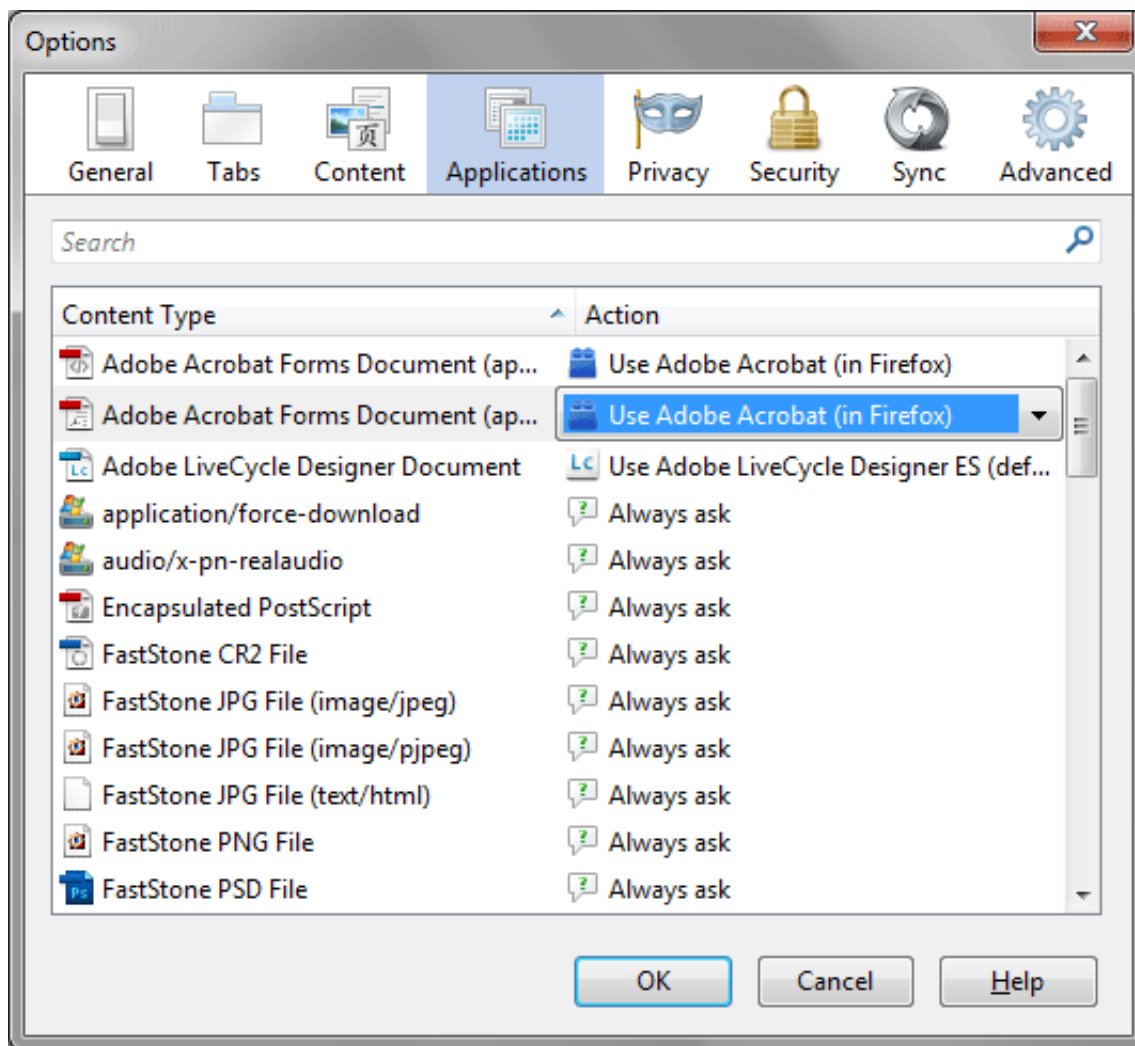 Options
General Tabs Content Applications Privacy Security Sync Advanced
Search
Content Type Action
Adobe Acrobat Forms Document (ap... Use Adobe Acrobat (in Firefox)
Adobe Acrobat Forms Document (ap... Use Adobe Acrobat (in Firefox)
Adobe LiveCycle Designer Document Use Adobe LiveCycle Designer ES (def...
application/force-download Always ask
audio/x-pn-realaudio Always ask
Encapsulated PostScript Always ask
FastStone CR2 File Always ask
FastStone JPG File (image/jpeg) Always ask
FastStone JPG File (image/pjpeg) Always ask
FastStone JPG File (text/html) Always ask
FastStone PNG File Always ask
FastStone PSD File Always ask
OK Cancel Help